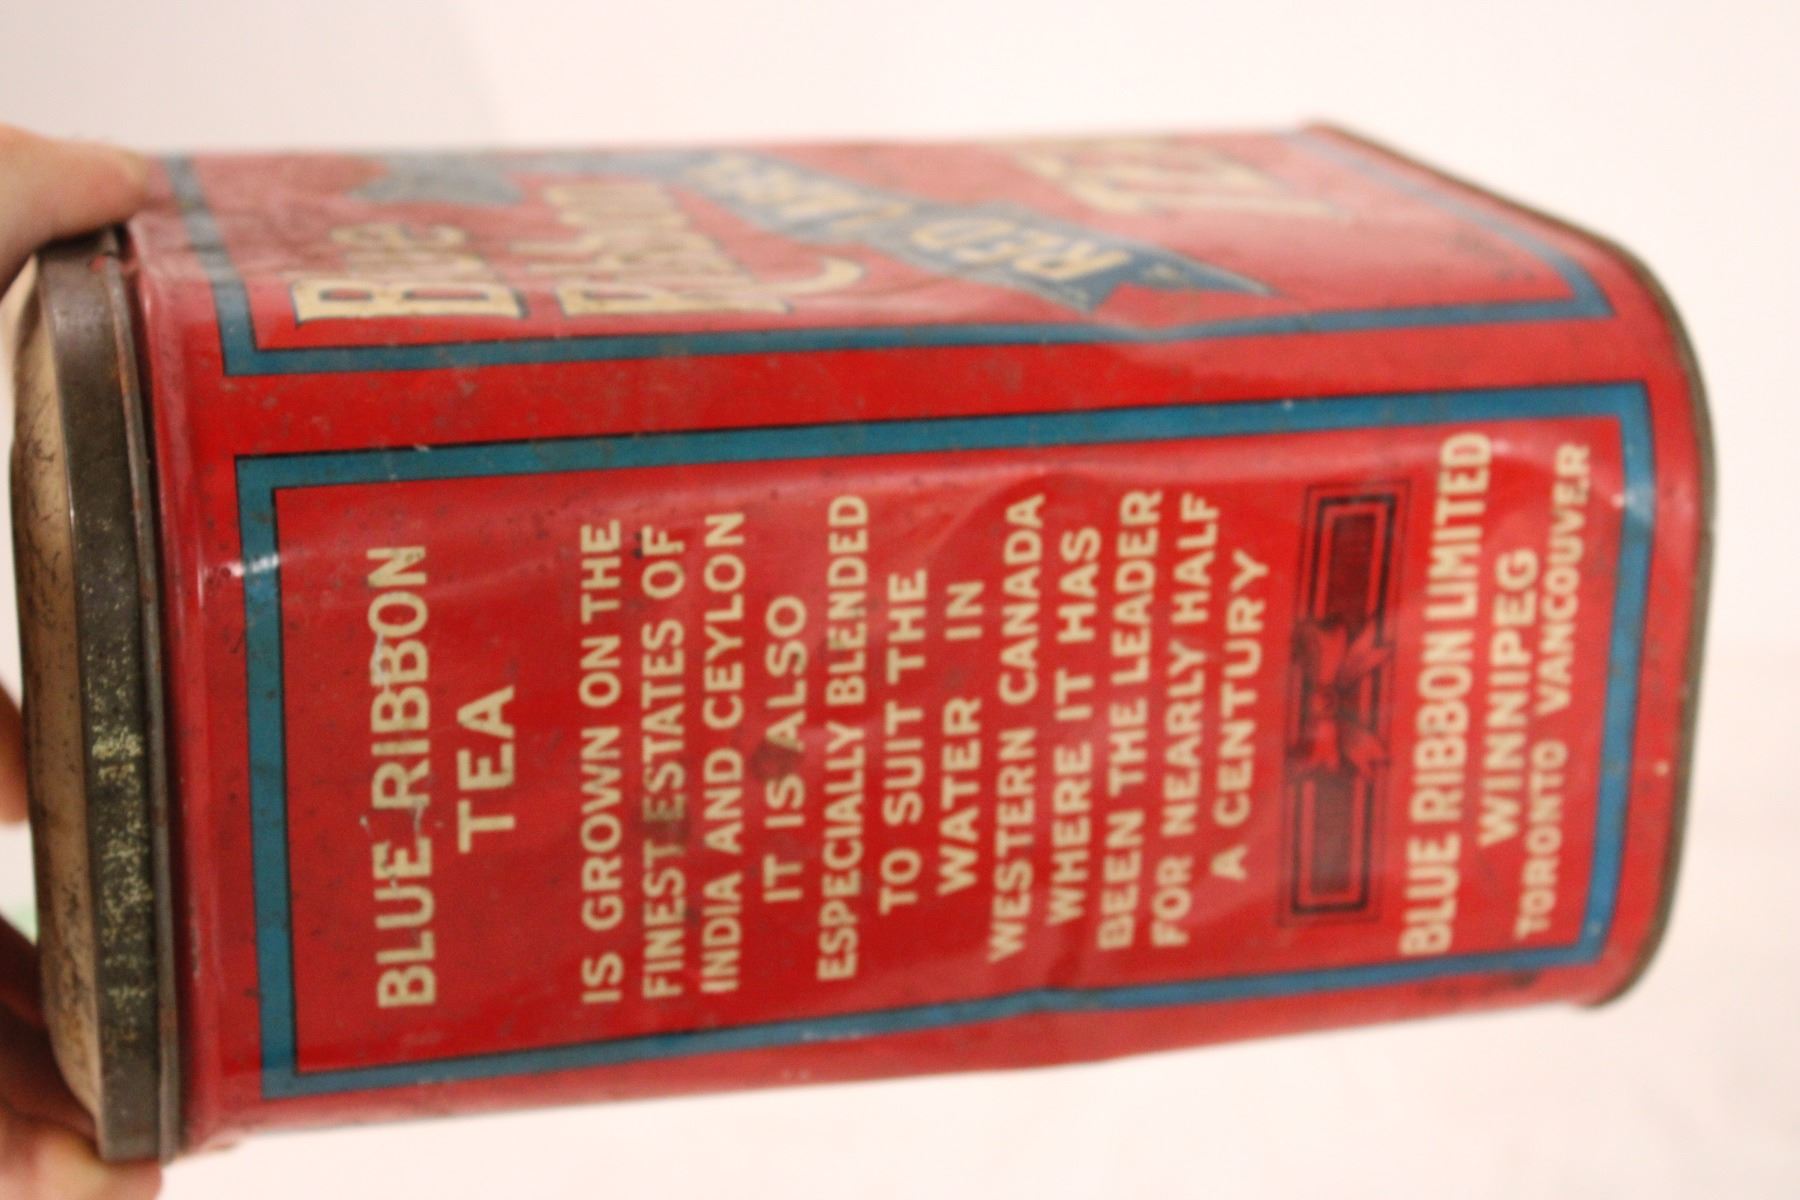 BLUE RIBBON
TEA
IS GROWN ON THE
FINEST ESTATES OF
INDIA AND CEYLON
IT IS ALSO
ESPECIALLY BLENDED
TO SUIT THE
WATER IN
WESTERN CANADA
WHERE IT HAS
BEEN THE LEADER
FOR NEARLY HALF
A CENTURY
BLUE RIBBON LIMITED
WINNIPEG
TORONTO VANCOUVER
Blue
Ribbon
RED LABEL
Tea